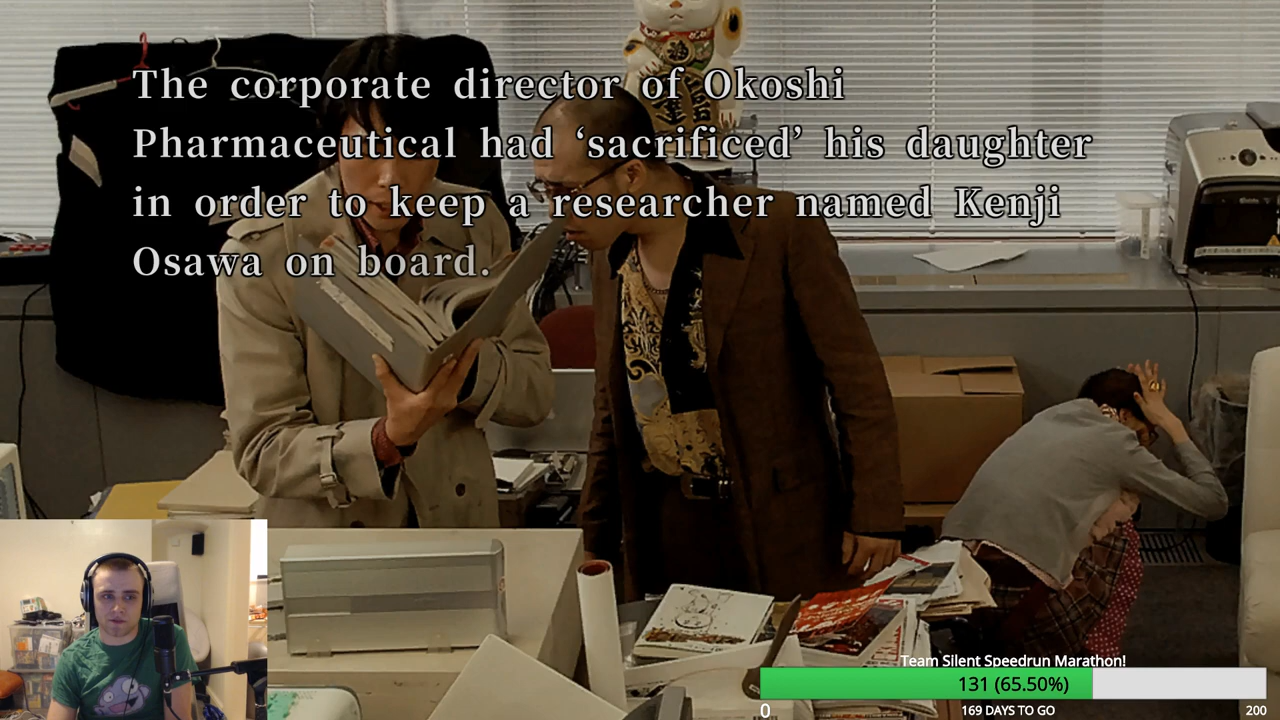 The corporate director of Okoshi
Pharmaceutical had ‘sacrificed’ his daughter
in order to keep a researcher named Kenji
Osawa on board.
Team Silent Speedrun Marathon!
131 (65.50%)
0
169 DAYS TO GO
200